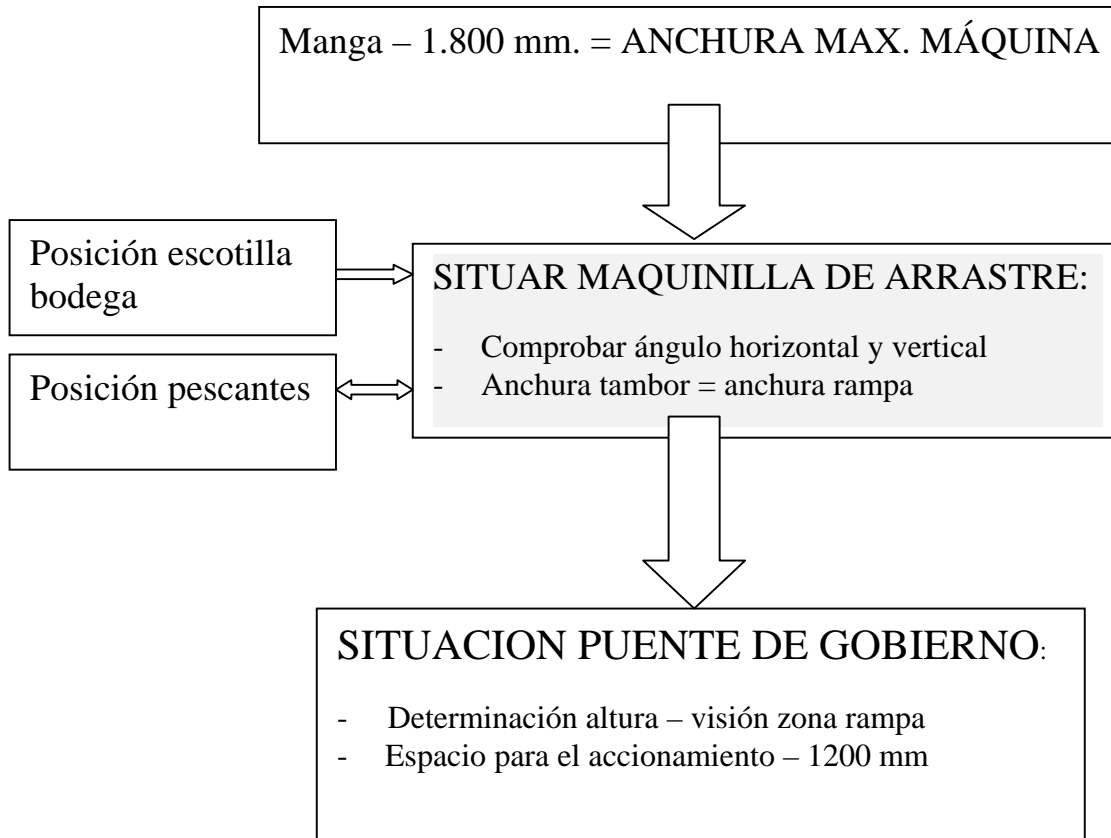 Manga – 1.800 mm. = ANCHURA MAX. MÁQUINA
Posición escotilla
bodega
Posición pescantes
SITUAR MAQUINILLA DE ARRASTRE:
- Comprobar ángulo horizontal y vertical
- Anchura tambor = anchura rampa
SITUACION PUENTE DE GOBIERNO:
- Determinación altura – visión zona rampa
- Espacio para el accionamiento – 1200 mm